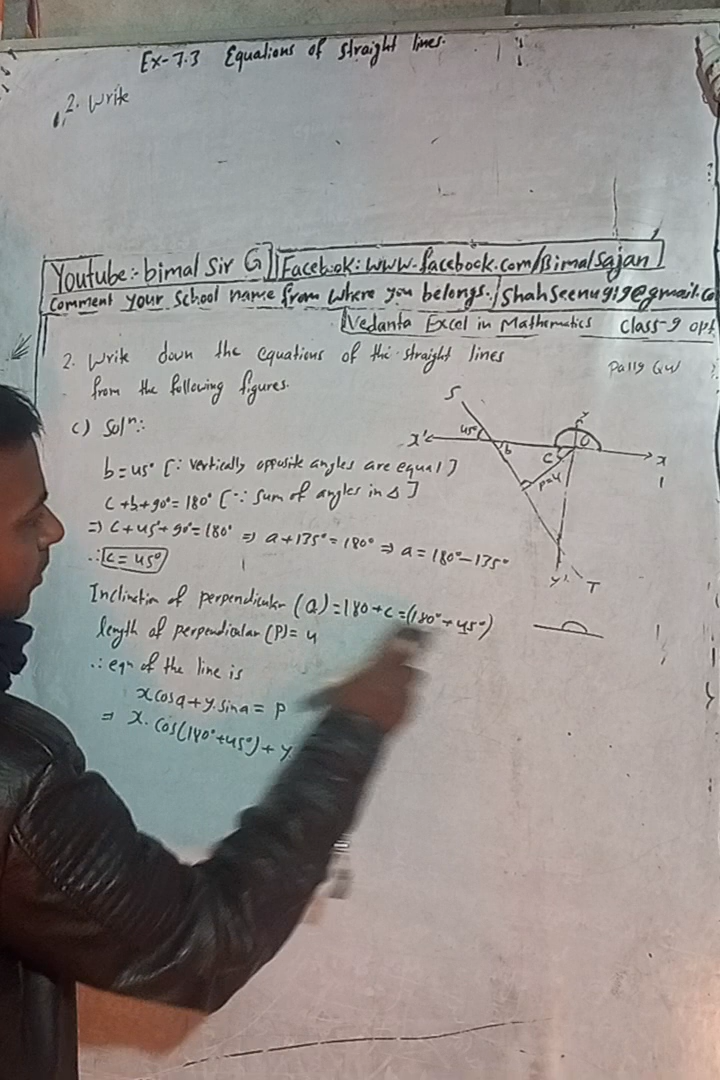 Ex-7.3 Equations of straight lines.
2. Write
Youtube:- bimal Sir G
Facebook: www.facebook.com/Bimalsajan
Comment your School name from where you belongs.
Shahseenu919@gmail.co
Vedanta Excel in Mathematics Class-9 opt
2. Write down the equations of the straight lines
from the following figures.
c) Solⁿ:
b = 45° [∵ vertically opposite angles are equal]
c + b + 90° = 180° [∵ Sum of angles in Δ]
⇒ c + 45° + 90° = 180° ⇒ a + 135° = 180° ⇒ a = 180° - 135°
∴ c = 45°
Inclination of perpendicular (a) = 180 + c = (180° + 45°)
length of perpendicular (P) = 4
∴ eqn of the line is
x cos a + y. sin a = P
⇒ x. cos(180° + 45°) + y.
S
45°
X'
b
C
Y
O
X
P=4
Y'
T